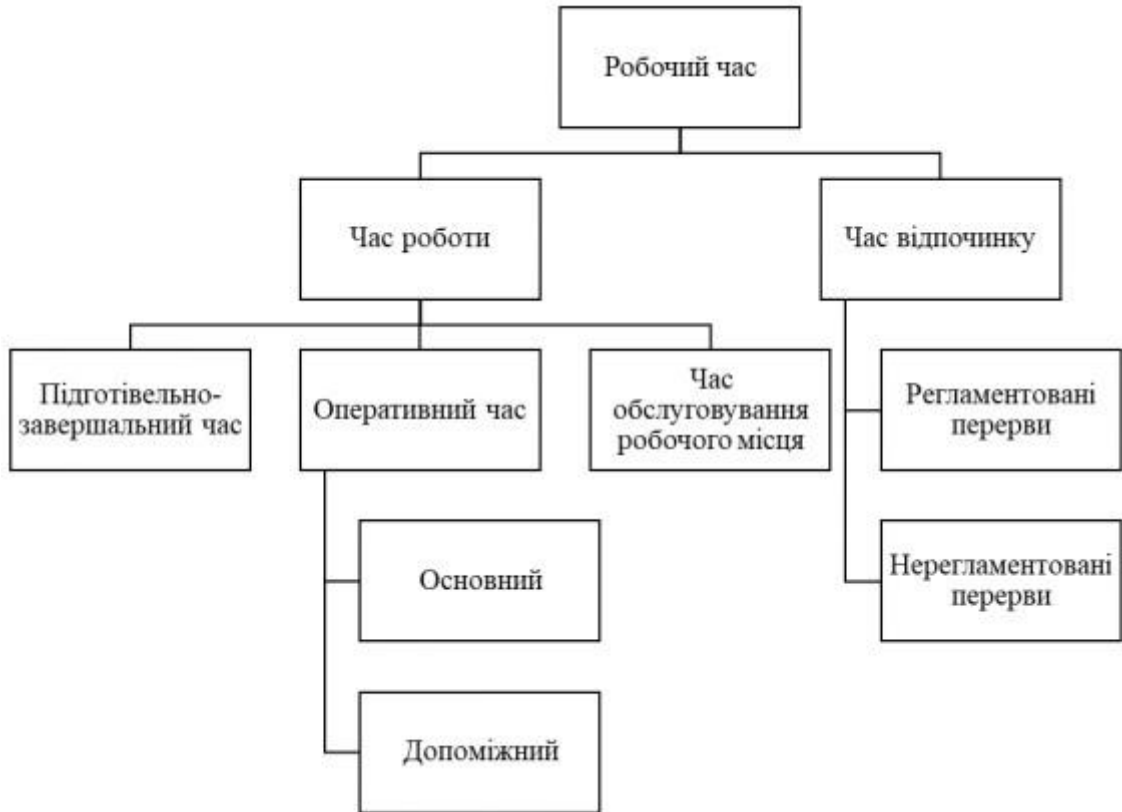 Робочий час
Час роботи
Час відпочинку
Підготівельно-
завершальний час
Оперативний час
Час
обслуговування
робочого місця
Регламентовані
перерви
Основний
Нерегламентовані
перерви
Допоміжний